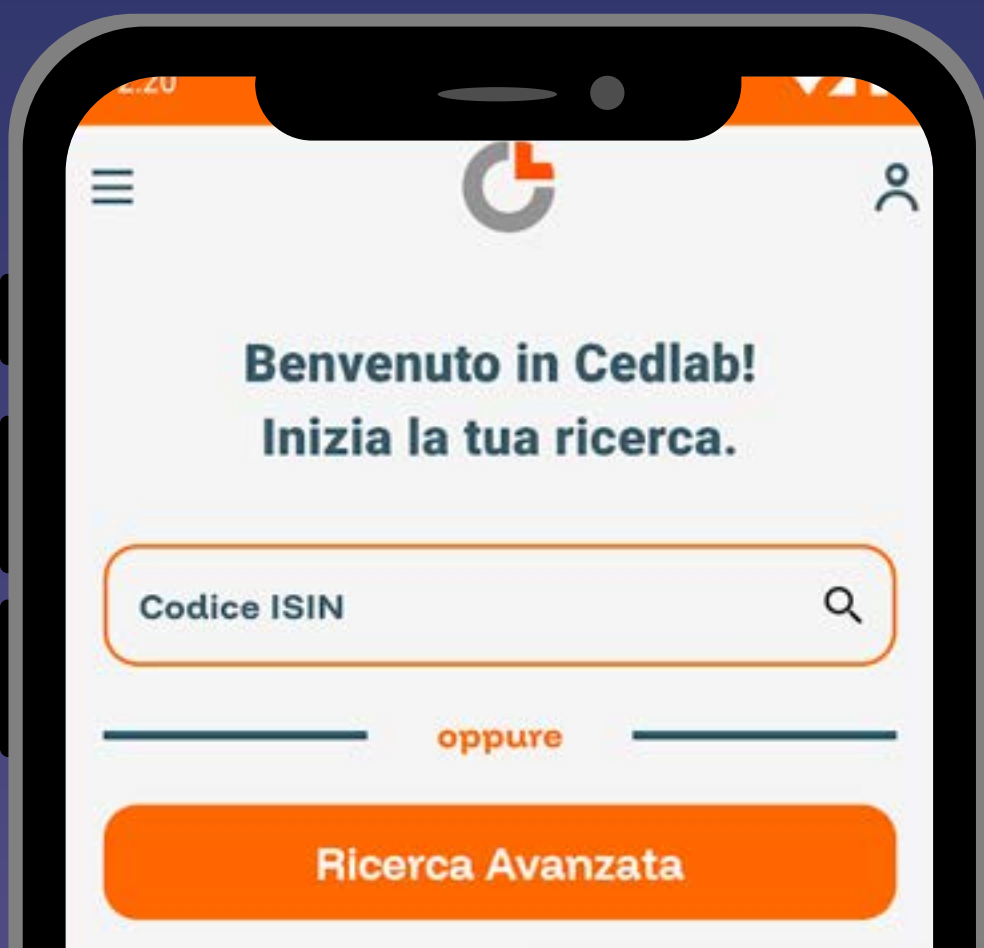 Benvenuto in Cedlab!
Inizia la tua ricerca.
Codice ISIN
oppure
Ricerca Avanzata